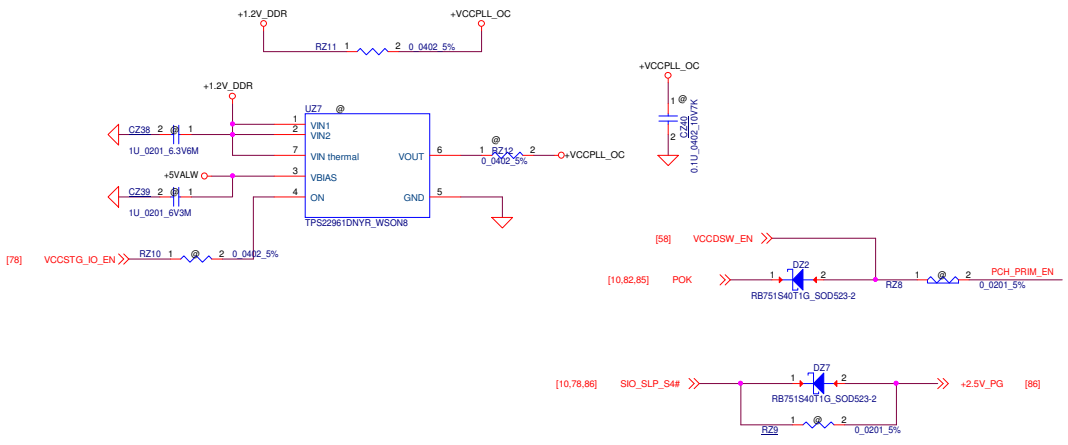 +1.2V_DDR +VCCPLL_OC
RZ11 1 2 0_0402_5%
+1.2V_DDR
UZ7 @
1 VIN1
2 VIN2
7 VIN thermal
3 VBIAS
4 ON
VOUT 6
GND 5
TPS22961DNYR_WSON8
CZ38 2 @ 1
1U_0201_6.3V6M
+5VALW
CZ39 2 @ 1
1U_0201_6V3M
[78] VCCSTG_IO_EN RZ10 1 @ 2 0_0402_5%
@
1 RZ12 2 +VCCPLL_OC
0_0402_5%
+VCCPLL_OC
1 @
2
CZ40
0.1U_0402_10V7K
[58] VCCDSW_EN
[10,82,85] POK 1 DZ2 2
RB751S40T1G_SOD523-2
RZ8 1 @ 2 PCH_PRIM_EN
0_0201_5%
[10,78,86] SIO_SLP_S4# 1 DZ7 2 +2.5V_PG [86]
RB751S40T1G_SOD523-2
RZ9 1 @ 2 0_0201_5%